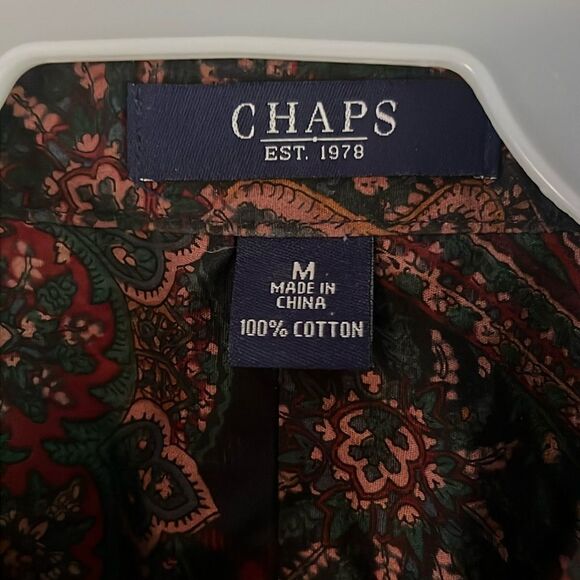 CHAPS
EST. 1978
M
MADE IN
CHINA
100% COTTON